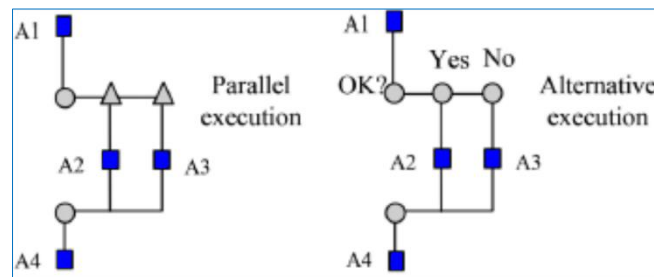 A1
Parallel
execution
A2
A3
A4
A1
Yes No
OK?
Alternative
execution
A2
A3
A4